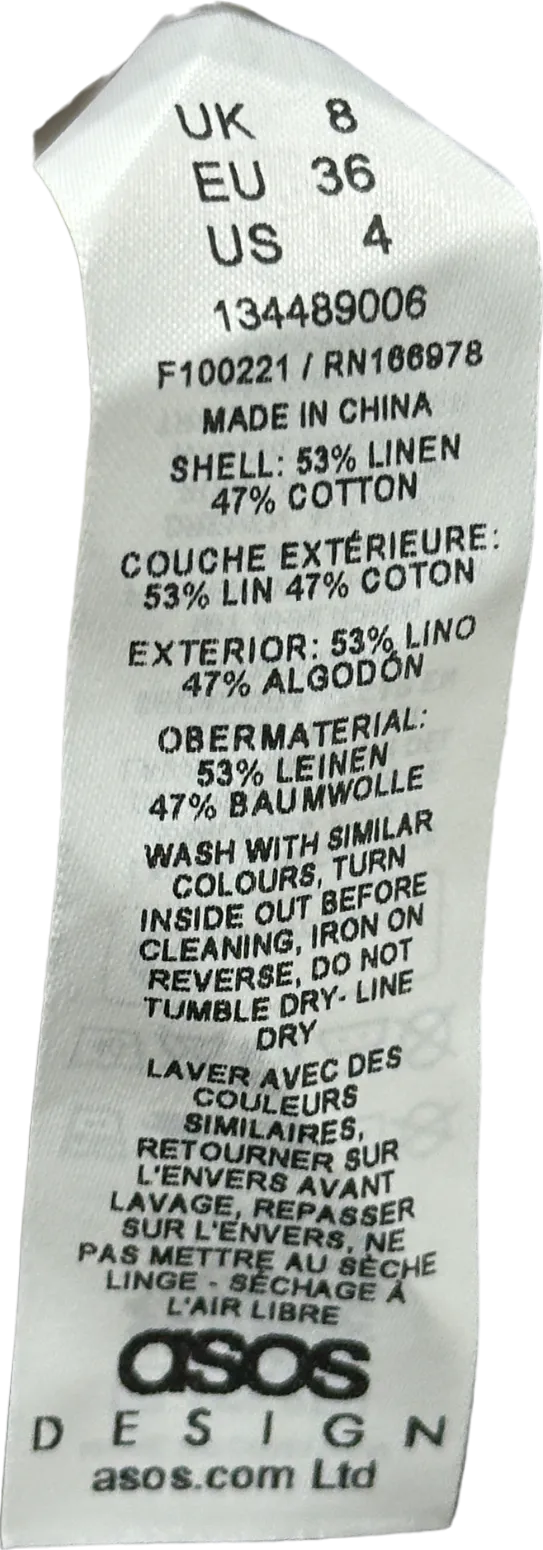 UK 8
EU 36
US 4
134489006
F100221 / RN166978
MADE IN CHINA
SHELL: 53% LINEN
47% COTTON
COUCHE EXTÉRIEURE:
53% LIN 47% COTON
EXTERIOR: 53% LINO
47% ALGODÓN
OBERMATERIAL:
53% LEINEN
47% BAUMWOLLE
WASH WITH SIMILAR
COLOURS, TURN
INSIDE OUT BEFORE
CLEANING, IRON ON
REVERSE, DO NOT
TUMBLE DRY- LINE
DRY
LAVER AVEC DES
COULEURS
SIMILAIRES,
RETOURNER SUR
L'ENVERS AVANT
LAVAGE, REPASSER
SUR L'ENVERS, NE
PAS METTRE AU SÈCHE
LINGE - SÉCHAGE À
L'AIR LIBRE
asos
DESIGN
asos.com Ltd